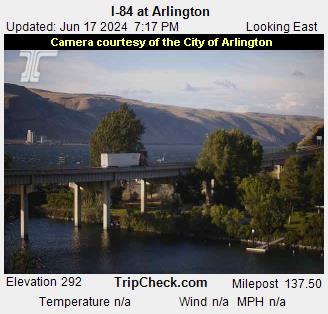 I-84 at Arlington
Updated: Jun 17 2024 7:17 PM Looking East
Camera courtesy of the City of Arlington
Elevation 292 TripCheck.com Milepost 137.50
Temperature n/a Wind n/a MPH n/a